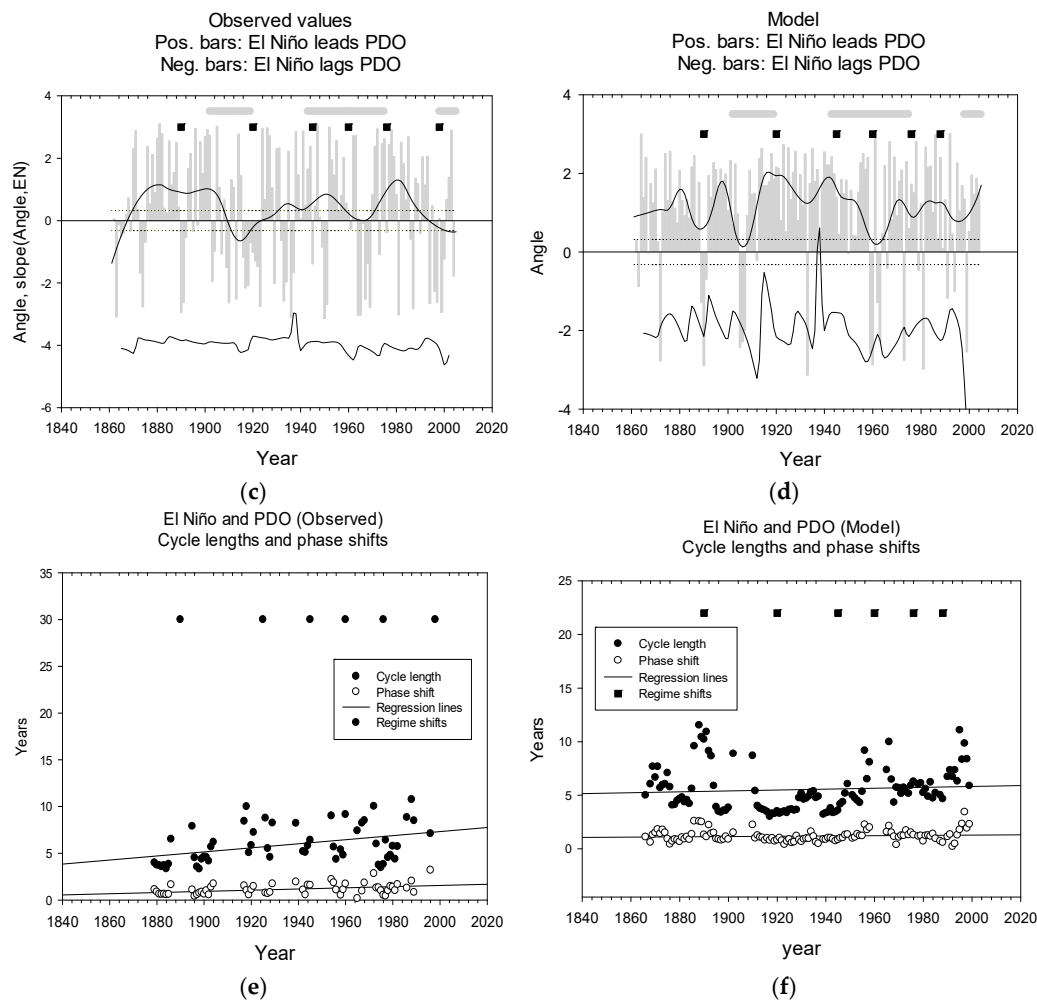 Observed values
Pos. bars: El Niño leads PDO
Neg. bars: El Niño lags PDO
4
2
0
-2
-4
-6
Angle, slope(Angle,EN)
1840 1860 1880 1900 1920 1940 1960 1980 2000 2020
Year
(c)
Model
Pos. bars: El Niño leads PDO
Neg. bars: El Niño lags PDO
4
2
0
-2
-4
Angle
1840 1860 1880 1900 1920 1940 1960 1980 2000 2020
Year
(d)
El Niño and PDO (Observed)
Cycle lengths and phase shifts
35
30
25
20
15
10
5
0
Years
Cycle length
Phase shift
Regression lines
Regime shifts
1840 1860 1880 1900 1920 1940 1960 1980 2000 2020
Year
(e)
El Niño and PDO (Model)
Cycle lengths and phase shifts
25
20
15
10
5
0
Years
Cycle length
Phase shift
Regression lines
Regime shifts
1840 1860 1880 1900 1920 1940 1960 1980 2000 2020
year
(f)